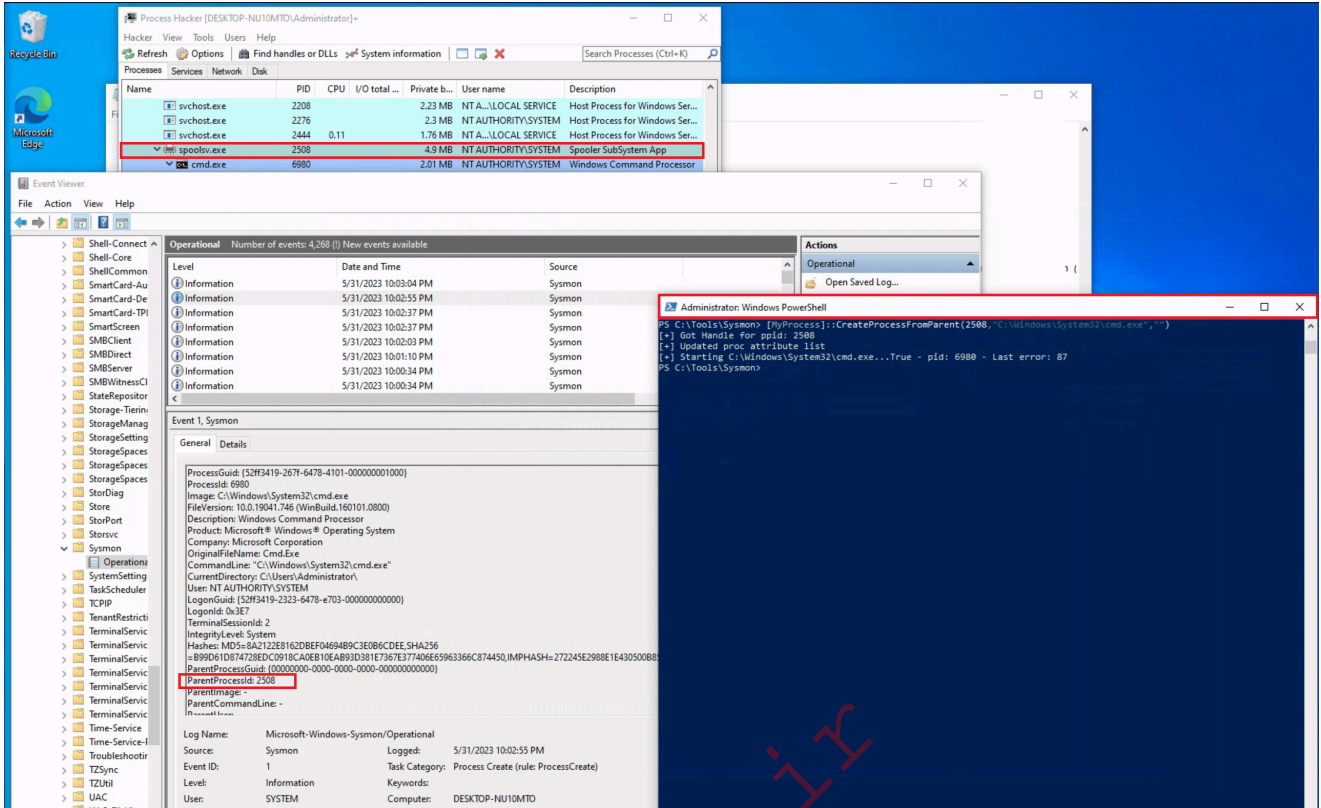 Recycle Bin
Microsoft
Edge
Process Hacker [DESKTOP-NU10MTO\Administrator]+
Hacker View Tools Users Help
Refresh Options Find handles or DLLs System information Search Processes (Ctrl+K)
Processes Services Network Disk
Name PID CPU I/O total ... Private b... User name Description
svchost.exe 2208 2.23 MB NT A...\LOCAL SERVICE Host Process for Windows Ser...
svchost.exe 2276 2.3 MB NT AUTHORITY\SYSTEM Host Process for Windows Ser...
svchost.exe 2444 0.11 1.76 MB NT A...\LOCAL SERVICE Host Process for Windows Ser...
spoolsv.exe 2508 4.9 MB NT AUTHORITY\SYSTEM Spooler SubSystem App
cmd.exe 6980 2.01 MB NT AUTHORITY\SYSTEM Windows Command Processor
Event Viewer
File Action View Help
Shell-Connect
Shell-Core
ShellCommon
SmartCard-Au
SmartCard-De
SmartCard-TPI
SmartScreen
SMBClient
SMBDirect
SMBServer
SMBWitnessCl
StateRepositor
Storage-Tierin
StorageManag
StorageSetting
StorageSpaces
StorageSpaces
StorageSpaces
StorDiag
Store
StorPort
Storsvc
Sysmon
Operationa
SystemSetting
TaskScheduler
TCPIP
TenantRestricti
TerminalServic
TerminalServic
TerminalServic
TerminalServic
TerminalServic
TerminalServic
TerminalServic
Time-Service
Time-Service-F
Troubleshootir
TZSync
TZUtil
UAC
Operational Number of events: 4,268 (!) New events available
Level Date and Time Source
Information 5/31/2023 10:03:04 PM Sysmon
Information 5/31/2023 10:02:55 PM Sysmon
Information 5/31/2023 10:02:37 PM Sysmon
Information 5/31/2023 10:02:37 PM Sysmon
Information 5/31/2023 10:02:03 PM Sysmon
Information 5/31/2023 10:01:10 PM Sysmon
Information 5/31/2023 10:00:34 PM Sysmon
Information 5/31/2023 10:00:34 PM Sysmon
Event 1, Sysmon
General Details
ProcessGuid: {52ff3419-267f-6478-4101-000000001000}
ProcessId: 6980
Image: C:\Windows\System32\cmd.exe
FileVersion: 10.0.19041.746 (WinBuild.160101.0800)
Description: Windows Command Processor
Product: Microsoft® Windows® Operating System
Company: Microsoft Corporation
OriginalFileName: Cmd.Exe
CommandLine: "C:\Windows\System32\cmd.exe"
CurrentDirectory: C:\Users\Administrator\
User: NT AUTHORITY\SYSTEM
LogonGuid: {52ff3419-2323-6478-e703-000000000000}
LogonId: 0x3E7
TerminalSessionId: 2
IntegrityLevel: System
Hashes: MD5=8A2122E8162DBEF04694B9C3E0B6CDEE,SHA256
=B99D61D874728EDC0918CA0EB10EAB93D381E7367E377406E65963366C874450,IMPHASH=272245E2988E1E430500B85
ParentProcessGuid: {00000000-0000-0000-0000-000000000000}
ParentProcessId: 2508
ParentImage: -
ParentCommandLine: -
Log Name: Microsoft-Windows-Sysmon/Operational
Source: Sysmon Logged: 5/31/2023 10:02:55 PM
Event ID: 1 Task Category: Process Create (rule: ProcessCreate)
Level: Information Keywords:
User: SYSTEM Computer: DESKTOP-NU10MTO
Actions
Operational
Open Saved Log...
Administrator: Windows PowerShell
PS C:\Tools\Sysmon> [MyProcess]::CreateProcessFromParent(2508,"C:\Windows\System32\cmd.exe","")
[+] Got Handle for ppid: 2508
[+] Updated proc attribute list
[+] Starting C:\Windows\System32\cmd.exe...True - pid: 6980 - Last error: 87
PS C:\Tools\Sysmon>
ir